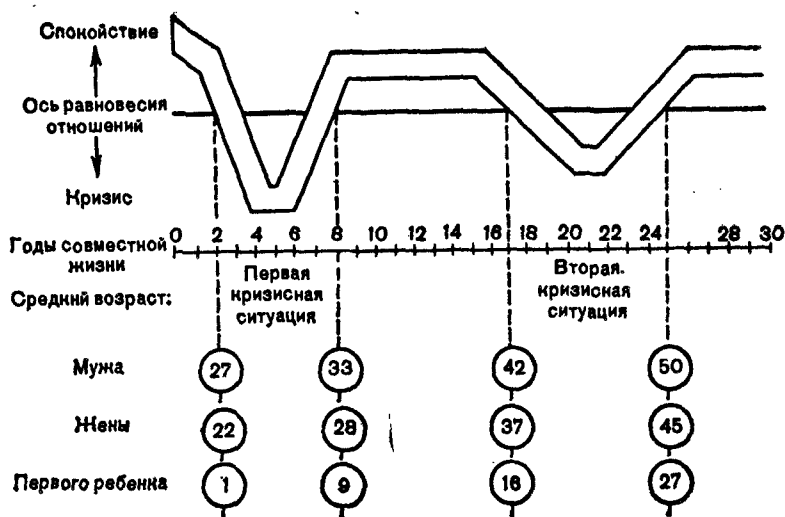 Спокойствие
Ось равновесия
отношений
Кризис
0 2 4 6 8 10 12 14 16 18 20 22 24 25 28 30
Годы совместной
жизни
Первая
кризисная
ситуация
Вторая.
кризисная
ситуация
Средний возраст:
Мужа 27 33 42 50
Жены 22 28 37 45
Первого ребенка 1 9 16 27